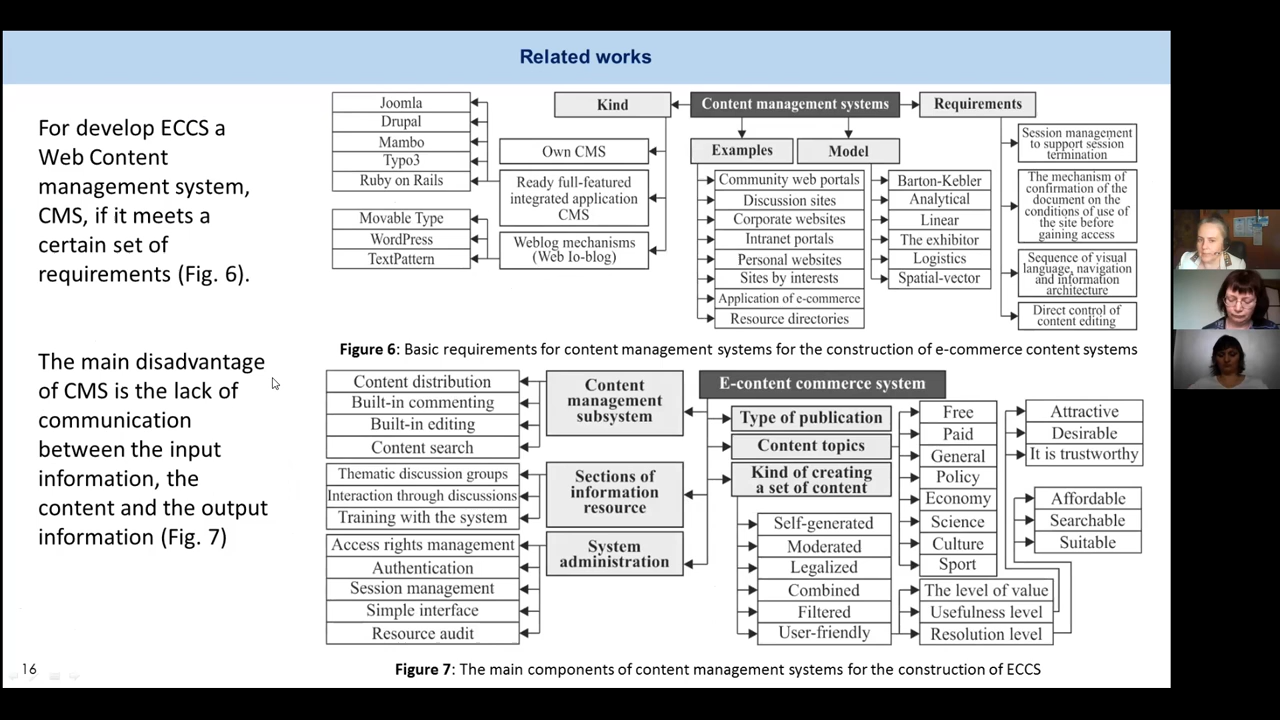 Related works
For develop ECCS a
Web Content
management system,
CMS, if it meets a
certain set of
requirements (Fig. 6).
The main disadvantage
of CMS is the lack of
communication
between the input
information, the
content and the output
information (Fig. 7)
Joomla
Drupal
Mambo
Typo3
Ruby on Rails
Movable Type
WordPress
TextPattern
Kind
Own CMS
Ready full-featured
integrated application
CMS
Weblog mechanisms
(Web Io-blog)
Content management systems
Examples
Community web portals
Discussion sites
Corporate websites
Intranet portals
Personal websites
Sites by interests
Application of e-commerce
Resource directories
Model
Barton-Kebler
Analytical
Linear
The exhibitor
Logistics
Spatial-vector
Requirements
Session management
to support session
termination
The mechanism of
confirmation of the
document on the
conditions of use of
the site before
gaining access
Sequence of visual
language, navigation
and information
architecture
Direct control of
content editing
Figure 6: Basic requirements for content management systems for the construction of e-commerce content systems
Content distribution
Built-in commenting
Built-in editing
Content search
Thematic discussion groups
Interaction through discussions
Training with the system
Access rights management
Authentication
Session management
Simple interface
Resource audit
Content
management
subsystem
Sections of
information
resource
System
administration
E-content commerce system
Type of publication
Content topics
Kind of creating
a set of content
Self-generated
Moderated
Legalized
Combined
Filtered
User-friendly
Free
Paid
General
Policy
Economy
Science
Culture
Sport
The level of value
Usefulness level
Resolution level
Attractive
Desirable
It is trustworthy
Affordable
Searchable
Suitable
Figure 7: The main components of content management systems for the construction of ECCS
16